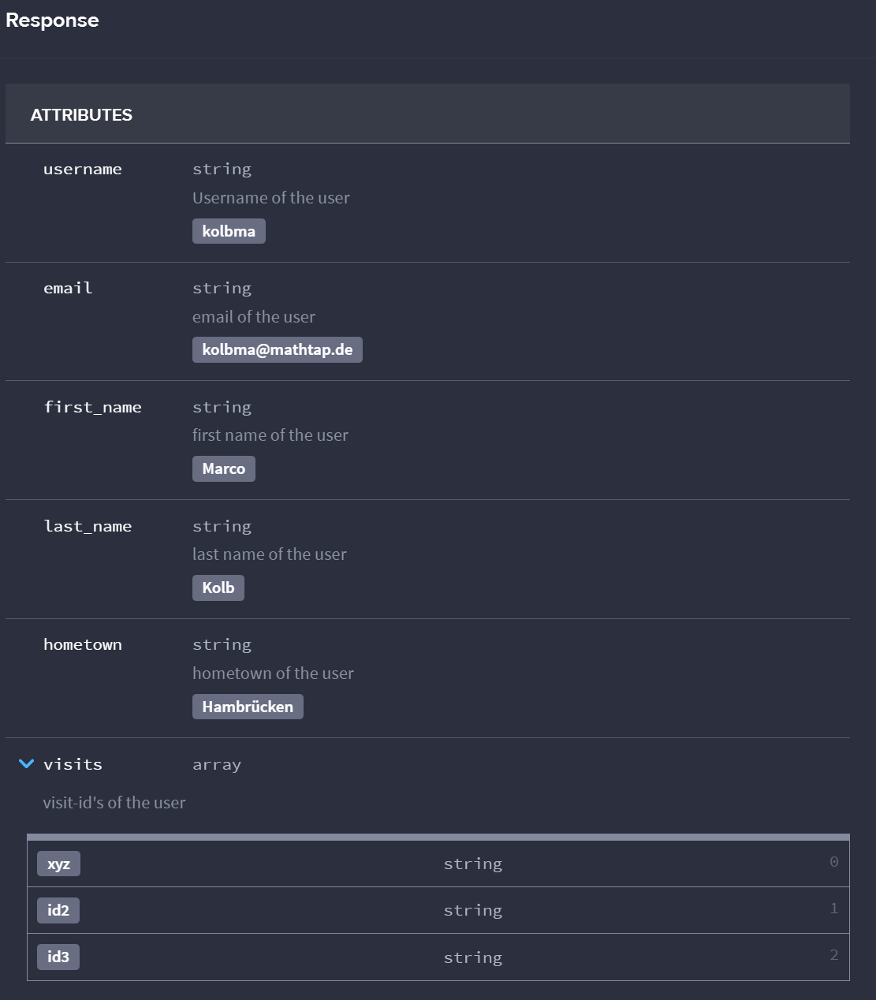 Response
ATTRIBUTES
username string
Username of the user
kolbma
email string
email of the user
kolbma@mathtap.de
first_name string
first name of the user
Marco
last_name string
last name of the user
Kolb
hometown string
hometown of the user
Hambrücken
visits array
visit-id's of the user
xyz string 0
id2 string 1
id3 string 2